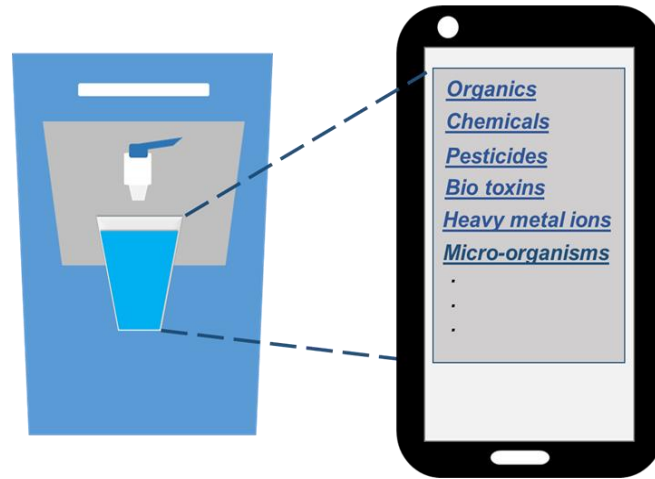 Organics
Chemicals
Pesticides
Bio toxins
Heavy metal ions
Micro-organisms
.
.
.